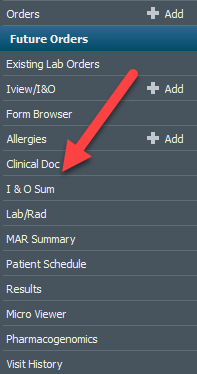 Orders + Add
Future Orders
Existing Lab Orders
Iview/I&O + Add
Form Browser
Allergies + Add
Clinical Doc
I & O Sum
Lab/Rad
MAR Summary
Patient Schedule
Results
Micro Viewer
Pharmacogenomics
Visit History